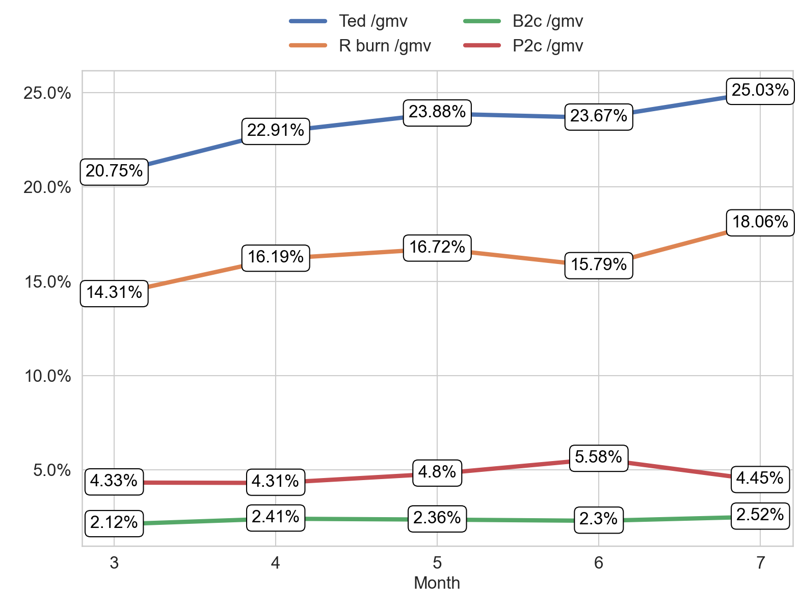 Ted /gmv B2c /gmv
R burn /gmv P2c /gmv
25.0%
20.0%
15.0%
10.0%
5.0%
20.75% 22.91% 23.88% 23.67% 25.03%
14.31% 16.19% 16.72% 15.79% 18.06%
4.33% 4.31% 4.8% 5.58% 4.45%
2.12% 2.41% 2.36% 2.3% 2.52%
3 4 5 6 7
Month